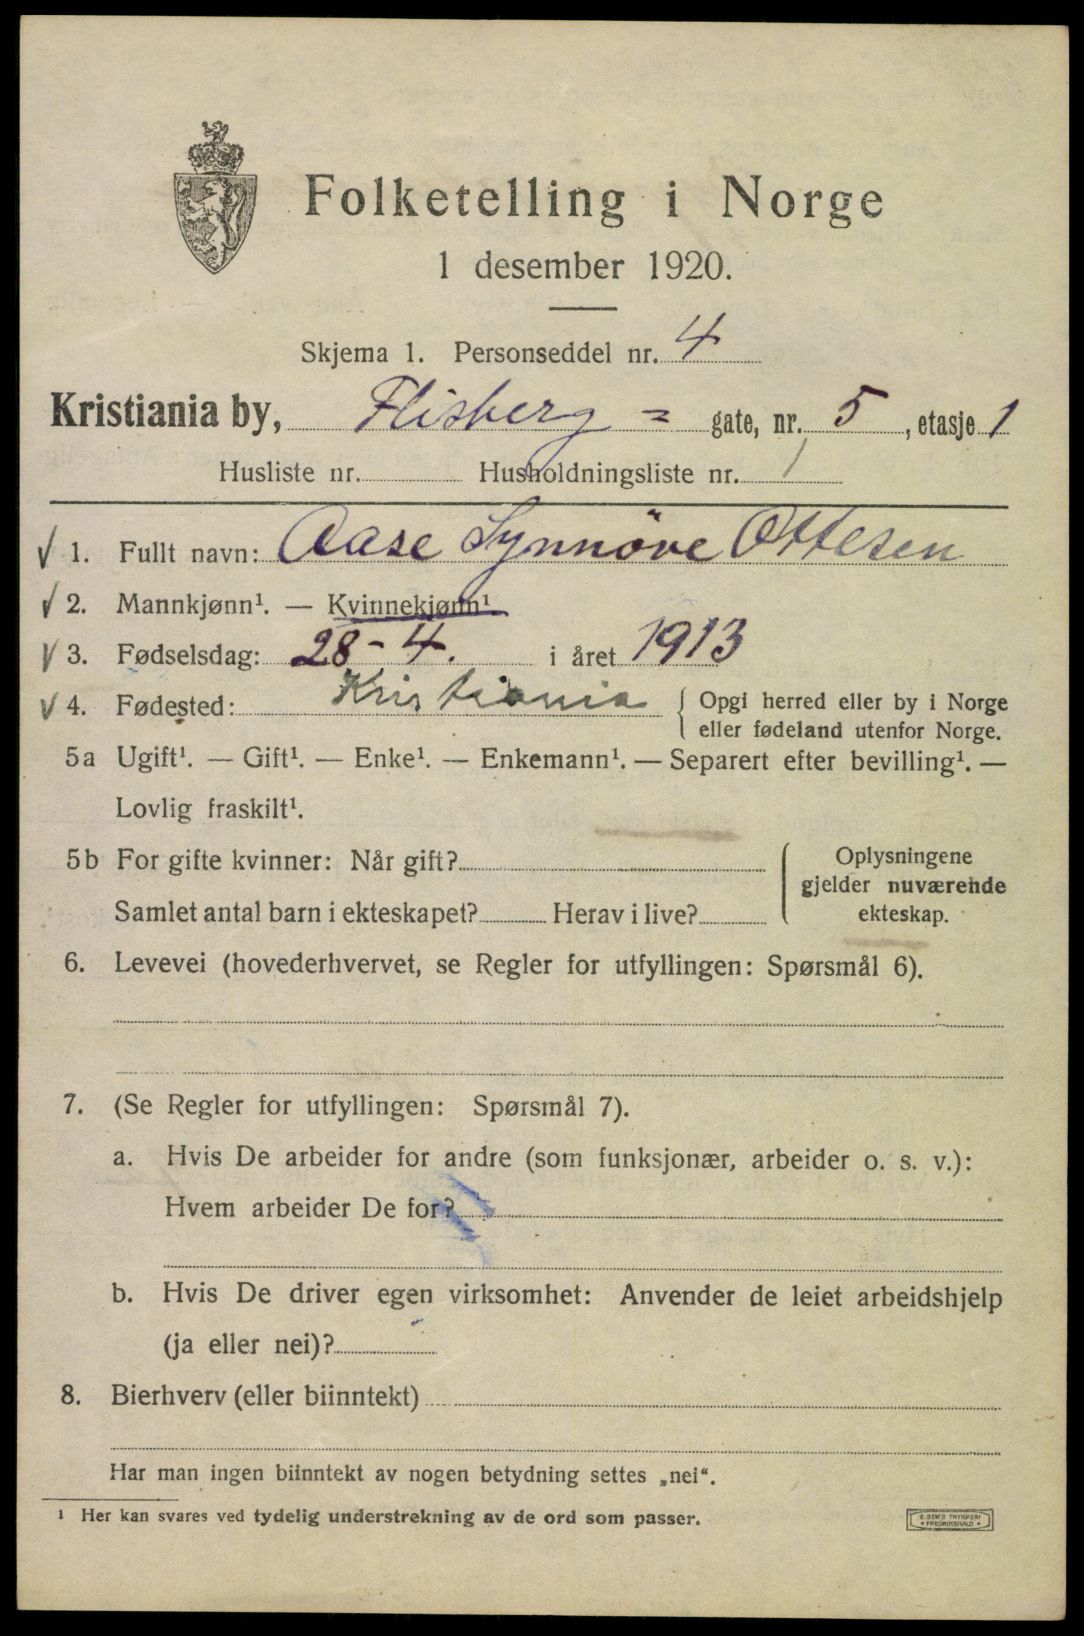 Folketelling i Norge
1 desember 1920.
Skjema 1. Personseddel nr. 4
Kristiania by, Flisberg = gate, nr. 5, etasje 1
Husliste nr. Husholdningsliste nr. 1
√ 1. Fullt navn: Aase Synnöve Ottesen
√ 2. Mannkjønn¹. — Kvinnekjønn¹
√ 3. Fødselsdag: 28 - 4. i året 1913
√ 4. Fødested: Kristiania { Opgi herred eller by i Norge
eller fødeland utenfor Norge.
5a Ugift¹. — Gift¹. — Enke¹. — Enkemann¹. — Separert efter bevilling¹. —
Lovlig fraskilt¹.
5b For gifte kvinner: Når gift? { Oplysningene
gjelder nuværende
Samlet antal barn i ekteskapet? Herav i live? ekteskap.
6. Levevei (hovederhvervet, se Regler for utfyllingen: Spørsmål 6).
7. (Se Regler for utfyllingen: Spørsmål 7).
a. Hvis De arbeider for andre (som funksjonær, arbeider o. s. v.):
Hvem arbeider De for?
b. Hvis De driver egen virksomhet: Anvender de leiet arbeidshjelp
(ja eller nei)?
8. Bierhverv (eller biinntekt)
Har man ingen biinntekt av nogen betydning settes „nei“.
¹ Her kan svares ved tydelig understrekning av de ord som passer.
E. SEM'S TRYKKERI
• FREDRIKSHALD •